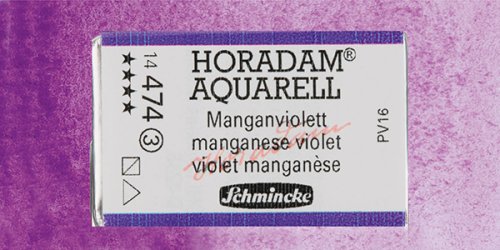 HORADAM®
AQUARELL
Manganviolett
manganese violet
violet manganèse
Schmincke
14 474 3
★★★★
PV16